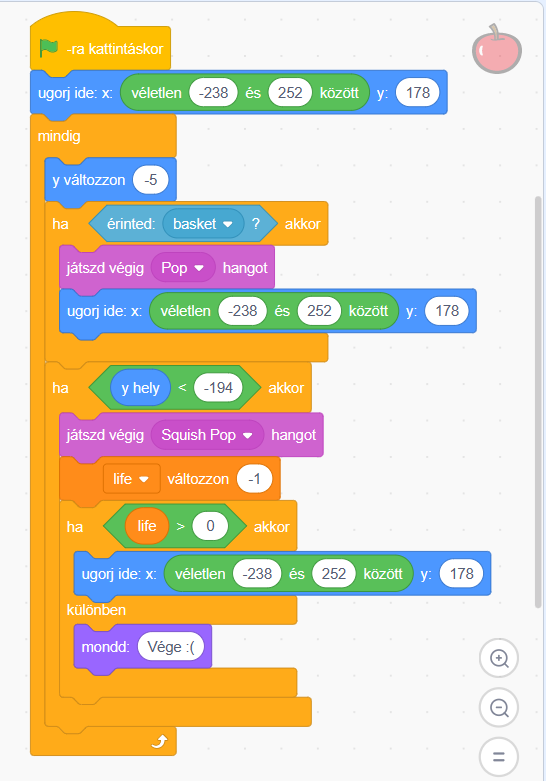 -ra kattintáskor
ugorj ide: x: véletlen -238 és 252 között y: 178
mindig
y változzon -5
ha érinted: basket ? akkor
játszd végig Pop hangot
ugorj ide: x: véletlen -238 és 252 között y: 178
ha y hely < -194 akkor
játszd végig Squish Pop hangot
life változzon -1
ha life > 0 akkor
ugorj ide: x: véletlen -238 és 252 között y: 178
különben
mondd: Vége :(